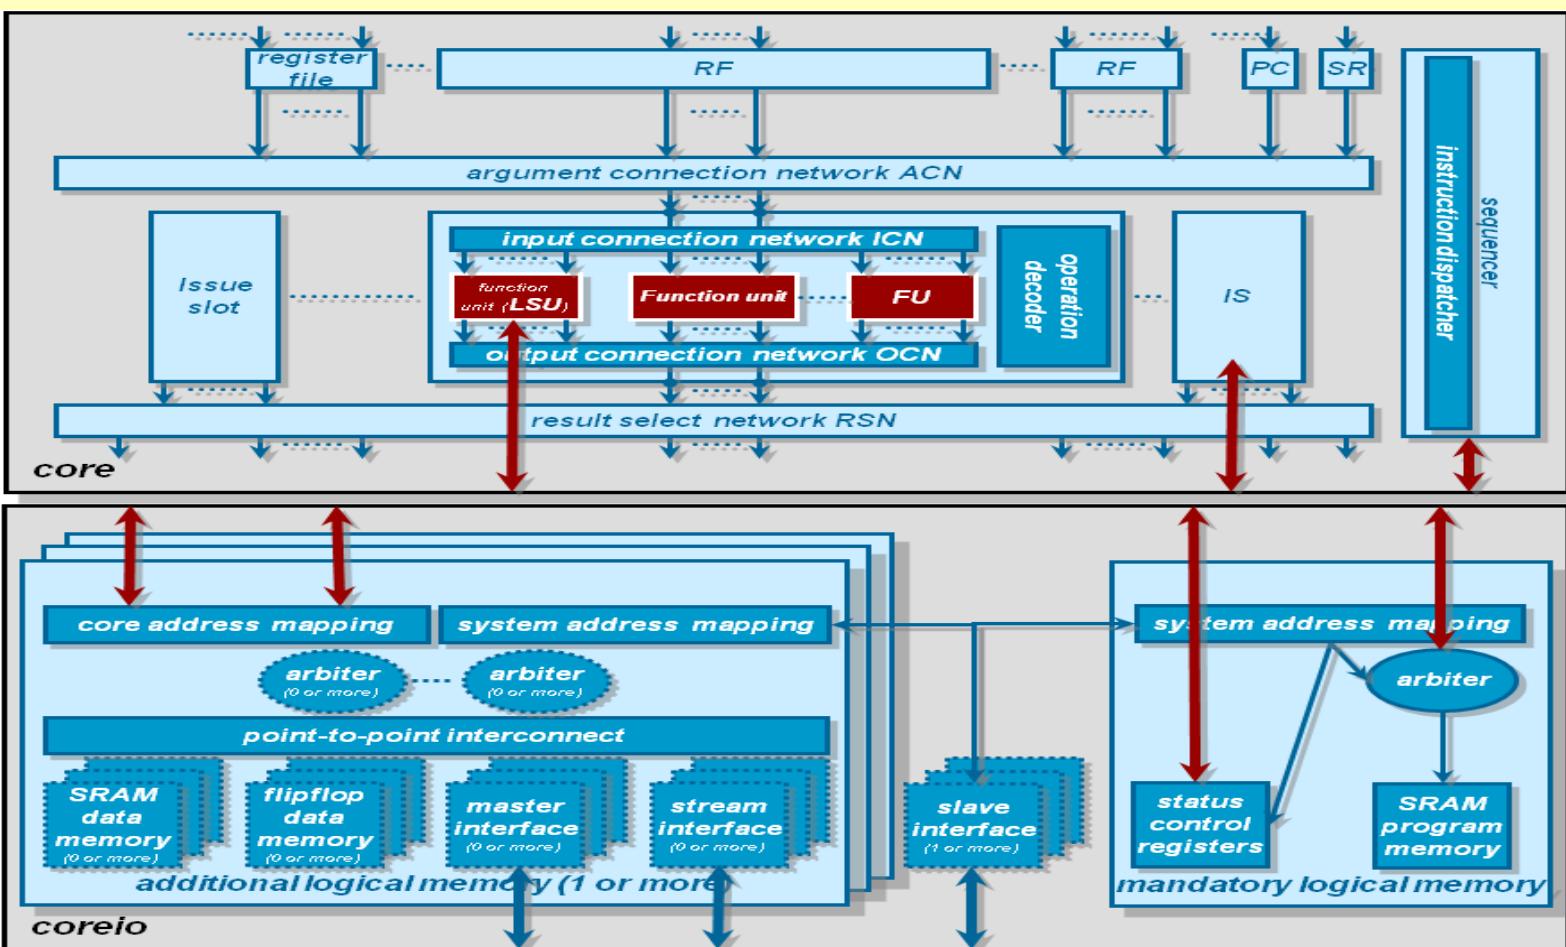 register
file
RF
RF
PC
SR
argument connection network ACN
Issue
slot
input connection network ICN
function
unit (LSU)
Function unit
FU
output connection network OCN
operation
decoder
IS
instruction dispatcher
sequencer
result select network RSN
core
core address mapping
system address mapping
arbiter
(0 or more)
arbiter
(0 or more)
point-to-point interconnect
SRAM
data
memory
(0 or more)
flipflop
data
memory
(0 or more)
master
interface
(0 or more)
stream
interface
(0 or more)
additional logical memory (1 or more)
slave
interface
(1 or more)
system address mapping
arbiter
status
control
registers
SRAM
program
memory
mandatory logical memory
coreio